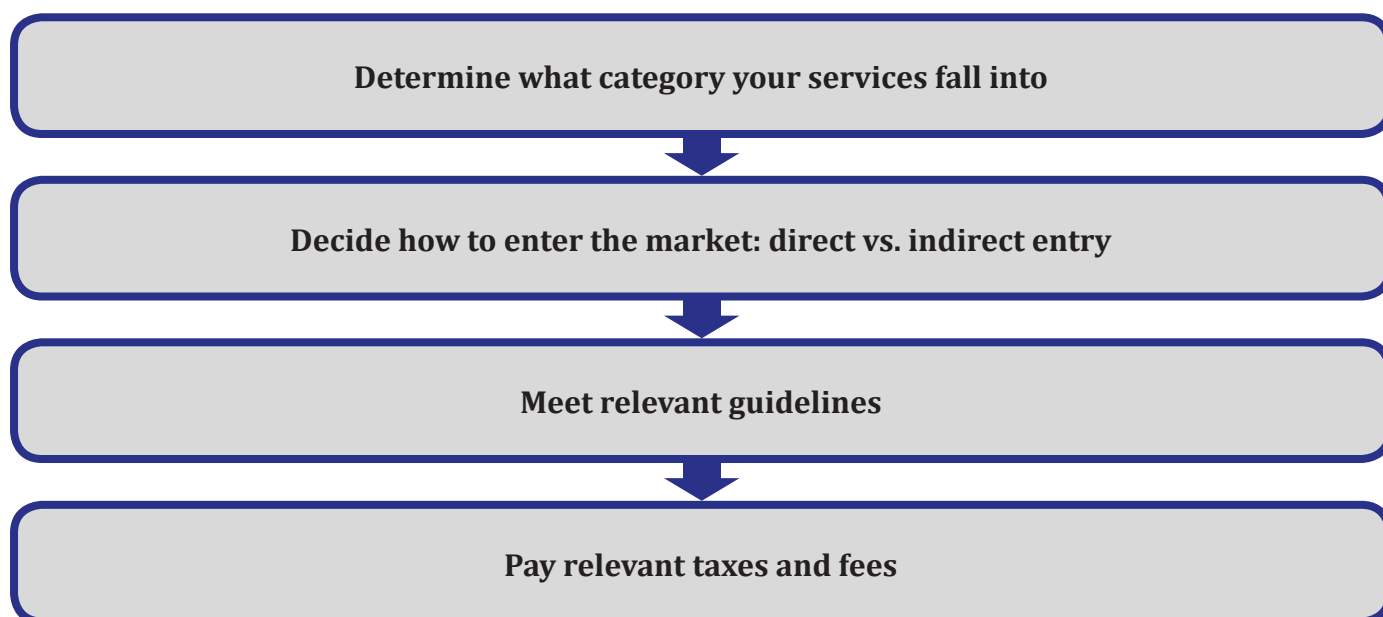 Determine what category your services fall into
Decide how to enter the market: direct vs. indirect entry
Meet relevant guidelines
Pay relevant taxes and fees